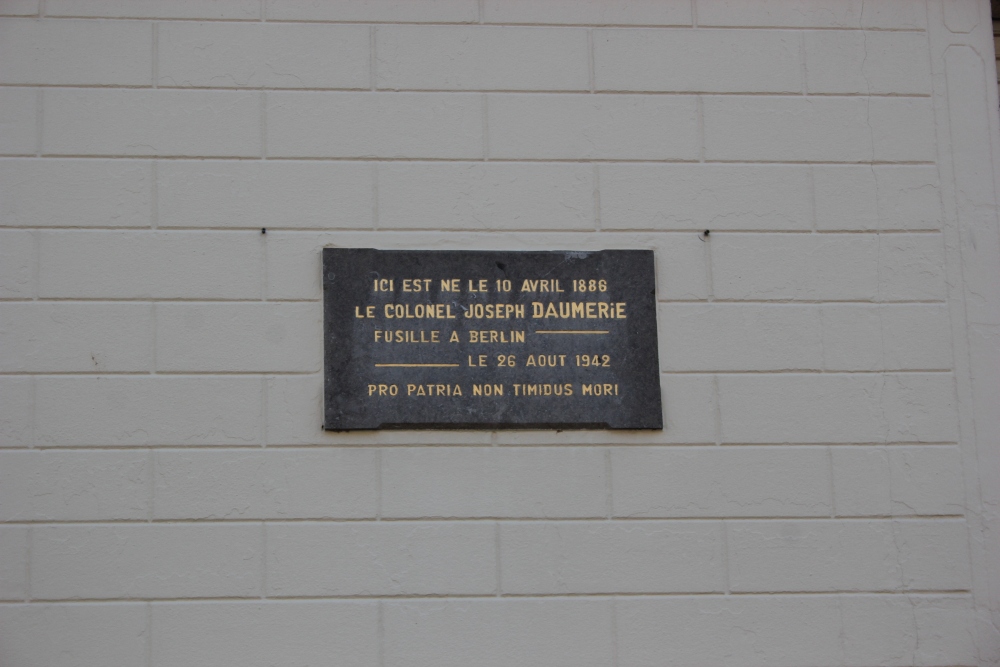 ICI EST NE LE 10 AVRIL 1886
LE COLONEL JOSEPH DAUMERIE
FUSILLE A BERLIN
LE 26 AOUT 1942
PRO PATRIA NON TIMIDUS MORI